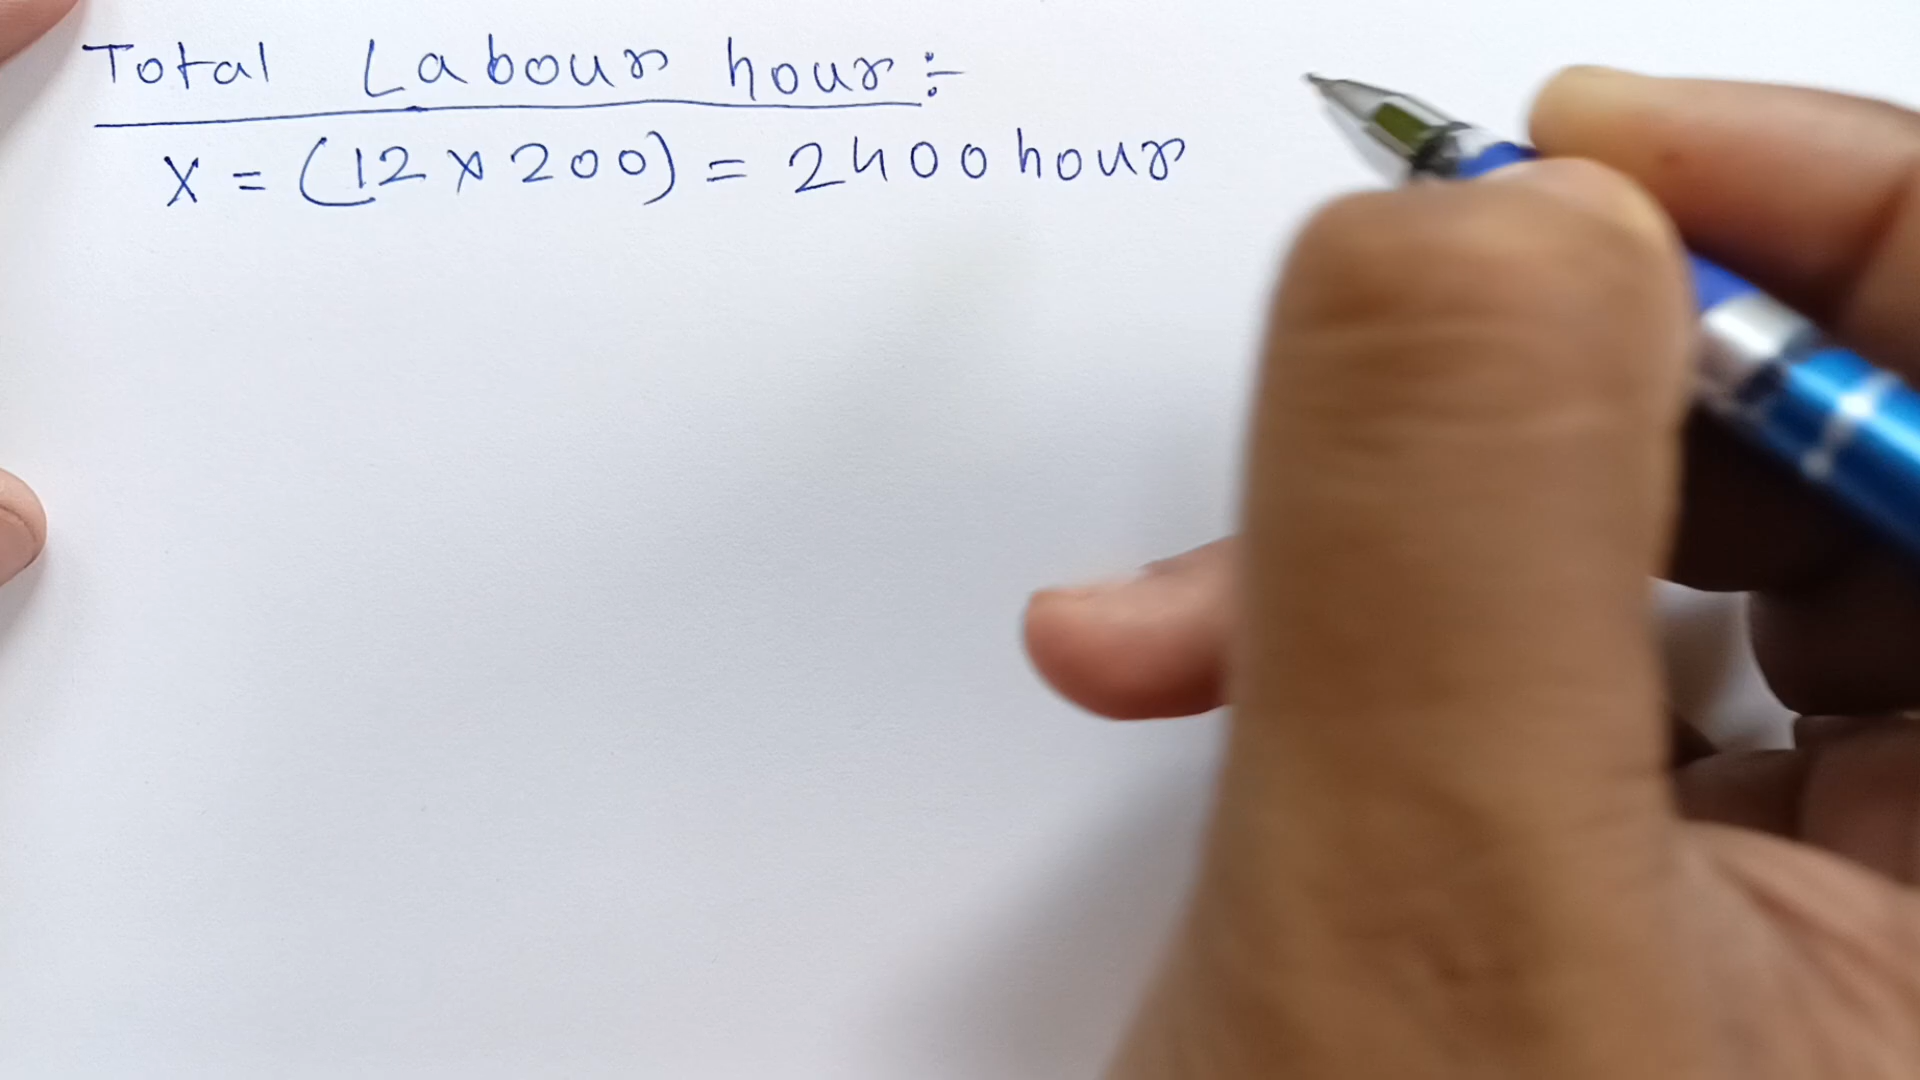 Total Labour hour :-
X = (12 × 200) = 2400 hour